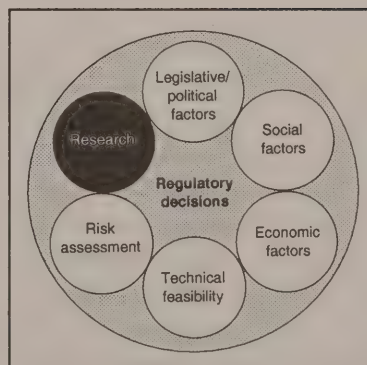 Legislative/
political
factors
Research
Social
factors
Regulatory
decisions
Risk
assessment
Economic
factors
Technical
feasibility